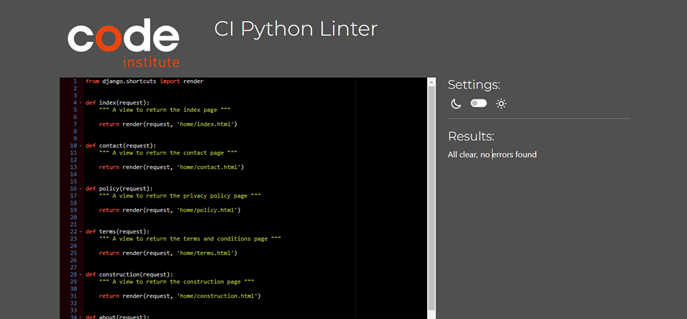 code
institute
CI Python Linter
1 from django.shortcuts import render
2
3
4 def index(request):
5 """ A view to return the index page """
6
7 return render(request, 'home/index.html')
8
9
10 def contact(request):
11 """ A view to return the contact page """
12
13 return render(request, 'home/contact.html')
14
15
16 def policy(request):
17 """ A view to return the privacy policy page """
18
19 return render(request, 'home/policy.html')
20
21
22 def terms(request):
23 """ A view to return the terms and conditions page """
24
25 return render(request, 'home/terms.html')
26
27
28 def construction(request):
29 """ A view to return the construction page """
30
31 return render(request, 'home/construction.html')
32
33
34 def about(request):
Settings:
Results:
All clear, no errors found